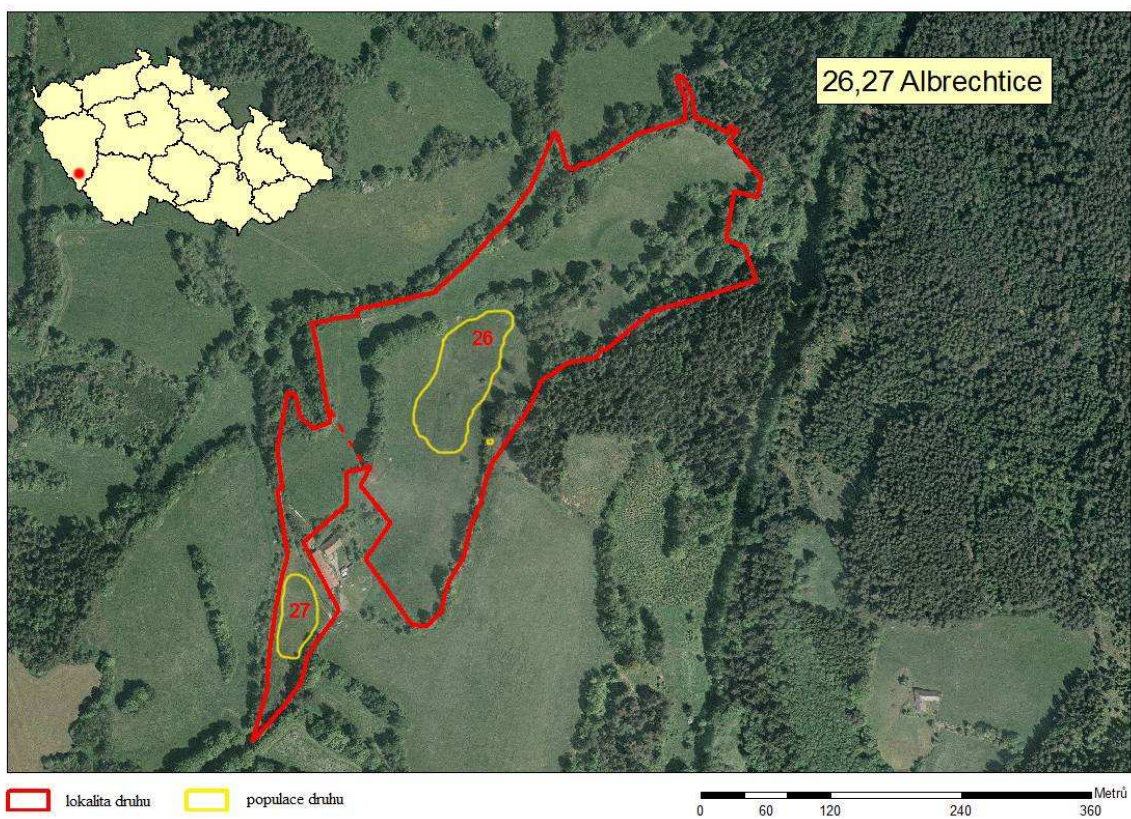 26,27 Albrechtice
26
27
lokalita druhu populace druhu
Metrů
0 60 120 240 360